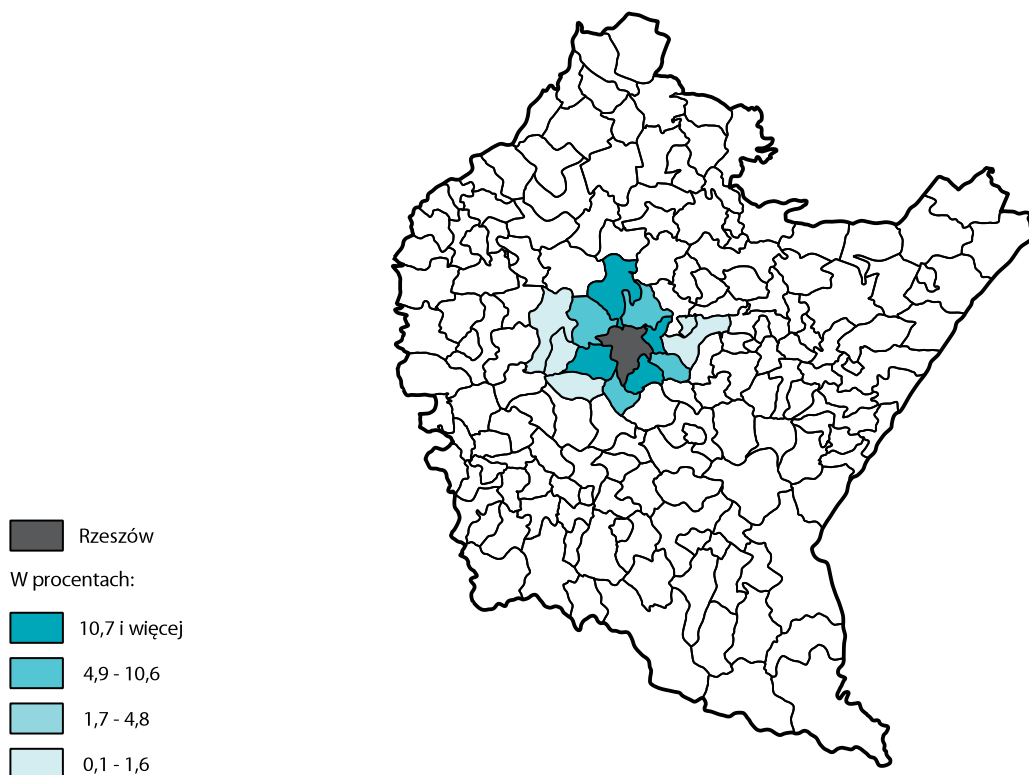 Rzeszów
W procentach:
10,7 i więcej
4,9 - 10,6
1,7 - 4,8
0,1 - 1,6